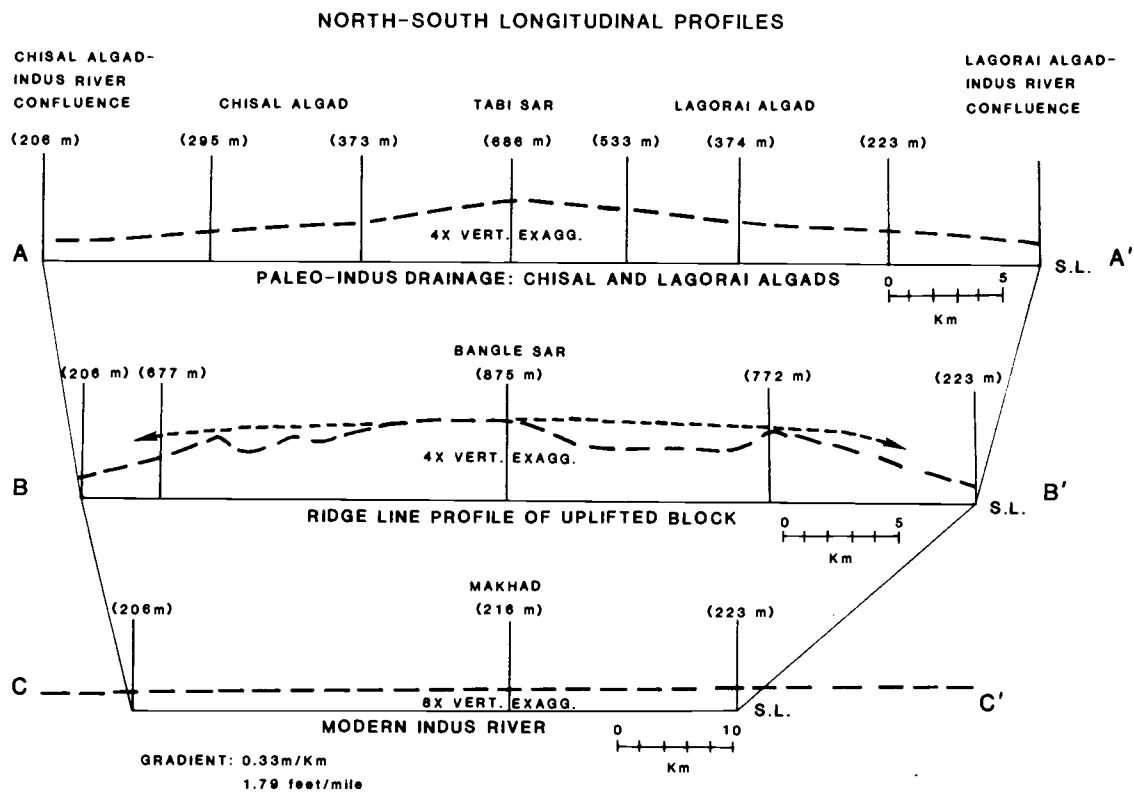 NORTH-SOUTH LONGITUDINAL PROFILES
CHISAL ALGAD-
INDUS RIVER
CONFLUENCE
CHISAL ALGAD
TABI SAR
LAGORAI ALGAD
LAGORAI ALGAD-
INDUS RIVER
CONFLUENCE
(206 m) (295 m) (373 m) (686 m) (533 m) (374 m) (223 m)
4X VERT. EXAGG.
A S.L. A'
PALEO-INDUS DRAINAGE: CHISAL AND LAGORAI ALGADS
0 5
Km
BANGLE SAR
(206 m) (677 m) (875 m) (772 m) (223 m)
4X VERT. EXAGG.
B S.L. B'
RIDGE LINE PROFILE OF UPLIFTED BLOCK
0 5
Km
MAKHAD
(206m) (216 m) (223 m)
C C'
8X VERT. EXAGG.
S.L.
MODERN INDUS RIVER
0 10
Km
GRADIENT: 0.33m/Km
1.79 feet/mile